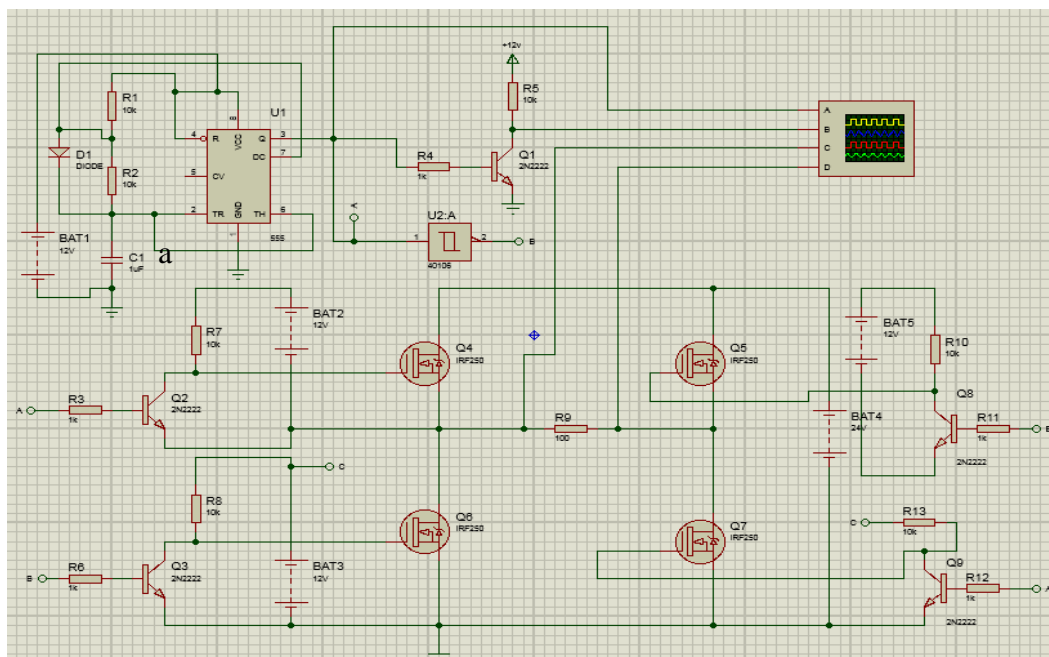 +12v
R5
10k
R1
10k
U1
A
B
C
D
4
R
8
VCC
Q
3
DC
7
D1
DIODE
R2
10k
5
CV
R4
1k
Q1
2N2222
2
TR
GND
TH
6
1
555
A
U2:A
1
2
B
40106
BAT1
12V
C1
1uF
a
R7
10k
BAT2
12V
Q4
IRF250
Q5
IRF250
BAT5
12V
R10
10k
A
R3
1k
Q2
2N2222
R9
100
BAT4
24V
Q8
2N2222
R11
1k
C
R8
10k
Q6
IRF250
Q7
IRF250
C
R13
10k
B
R6
1k
Q3
2N2222
BAT3
12V
Q9
2N2222
R12
1k